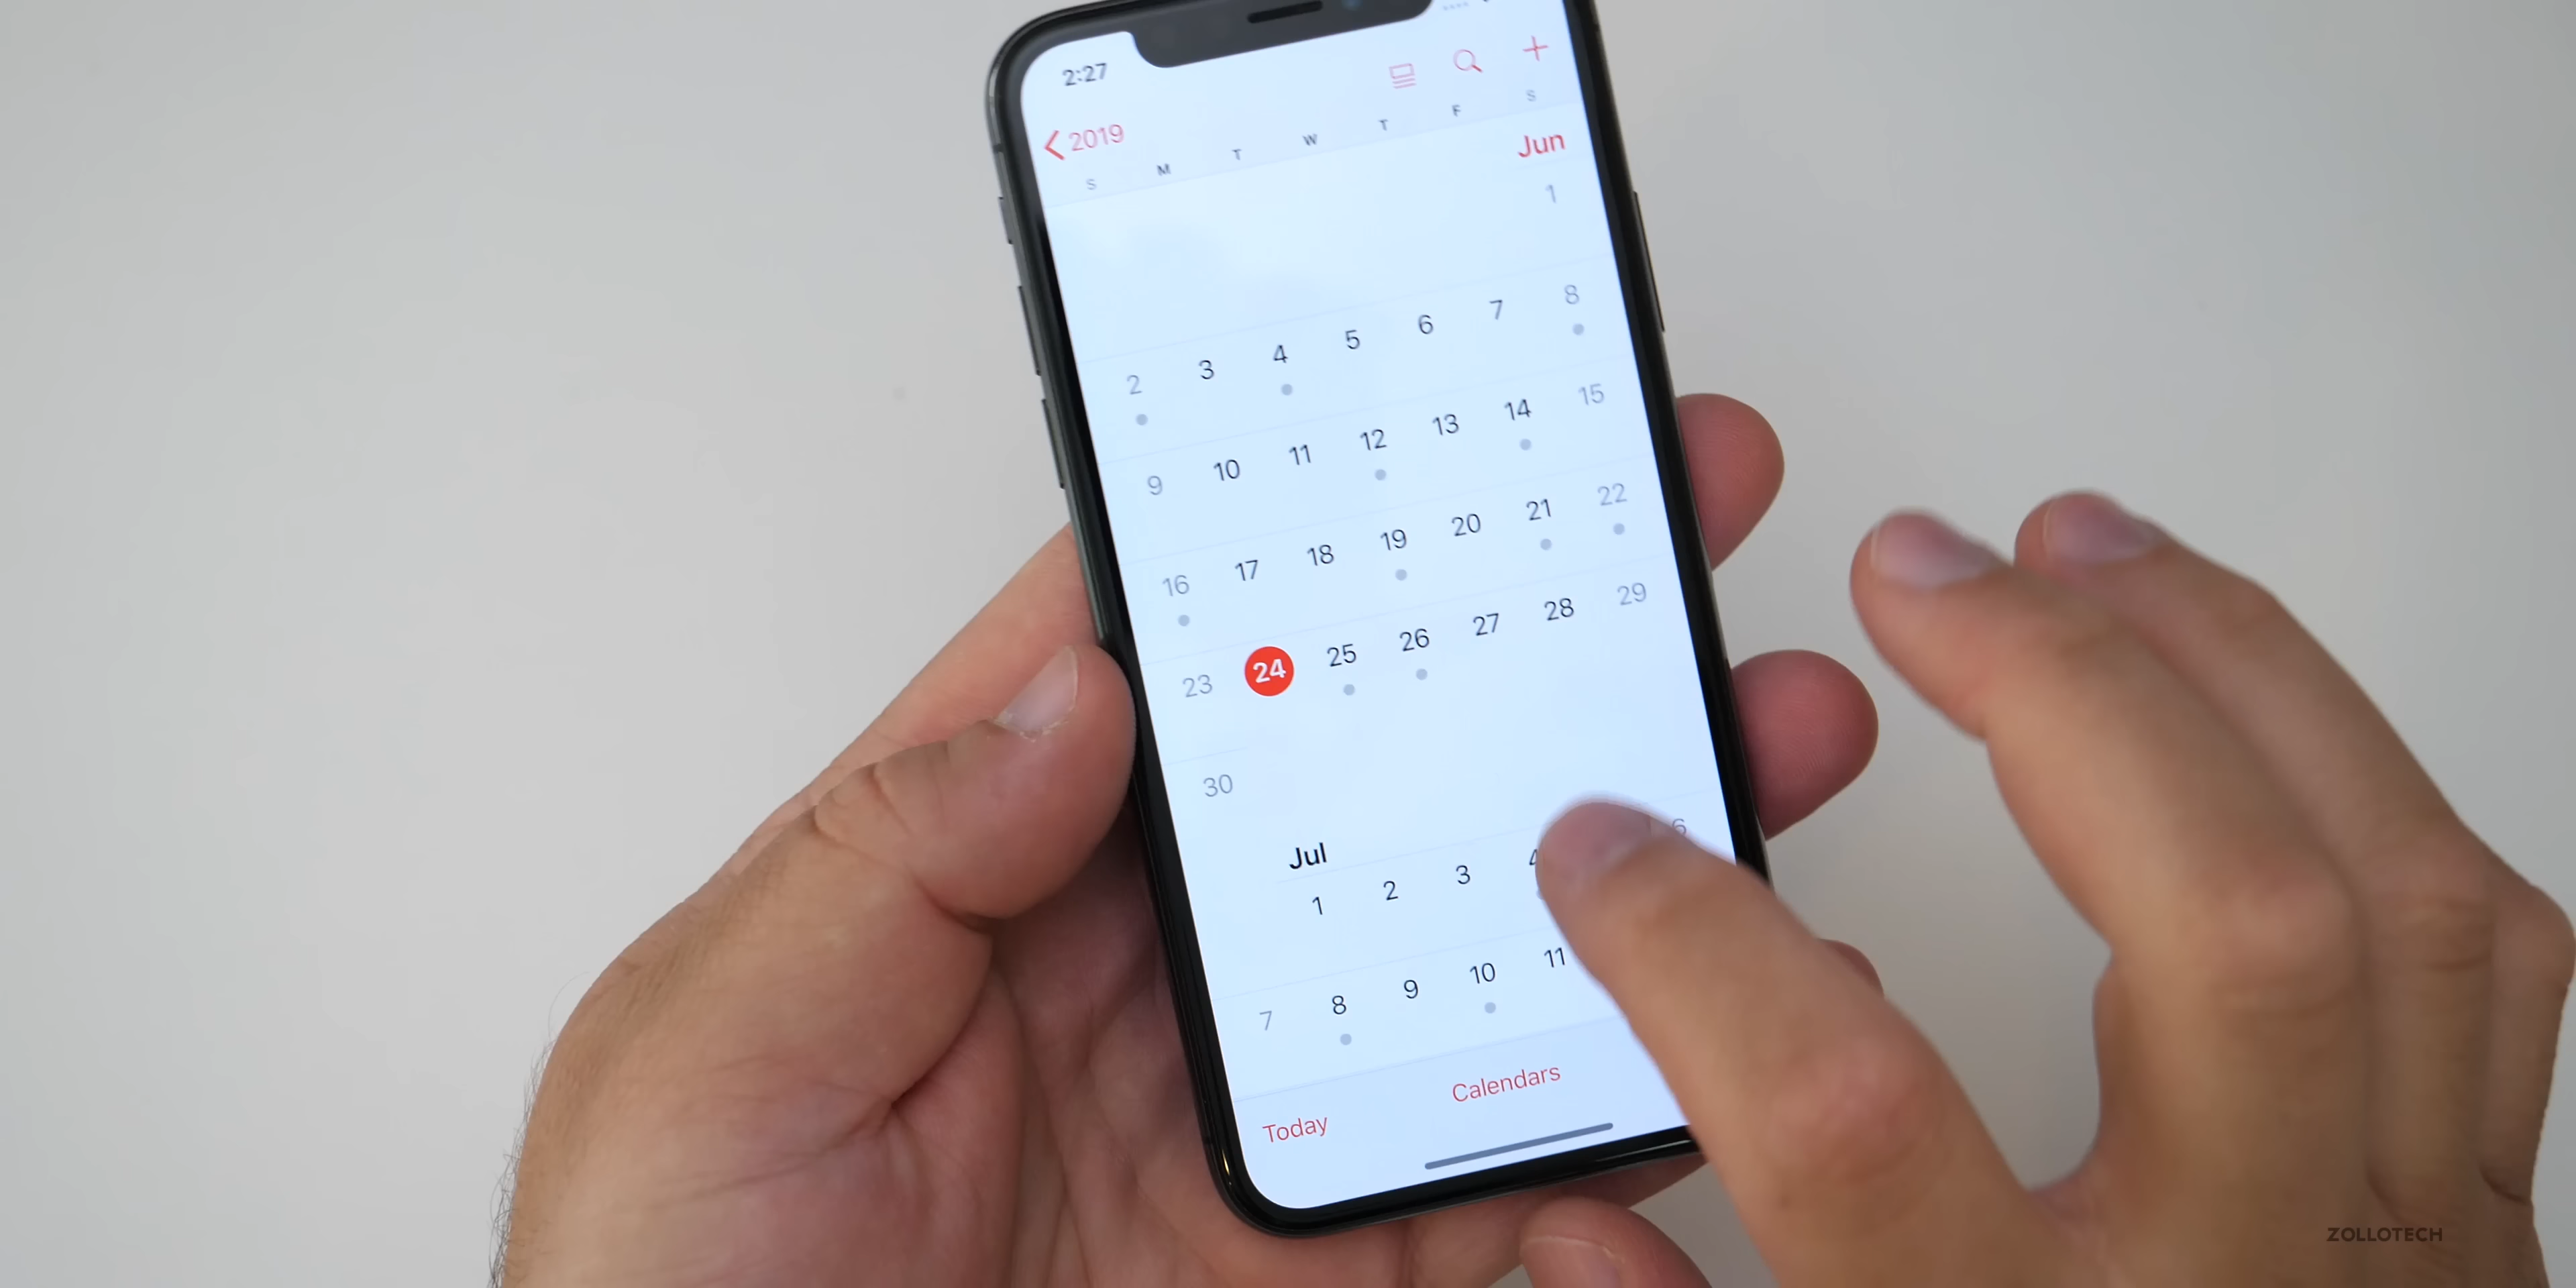 2:27
2019
S M T W T F S
Jun
1
2 3 4 5 6 7 8
9 10 11 12 13 14 15
16 17 18 19 20 21 22
23 24 25 26 27 28 29
30
Jul
1 2 3 4 6
7 8 9 10 11
Today Calendars
ZOLLOTECH